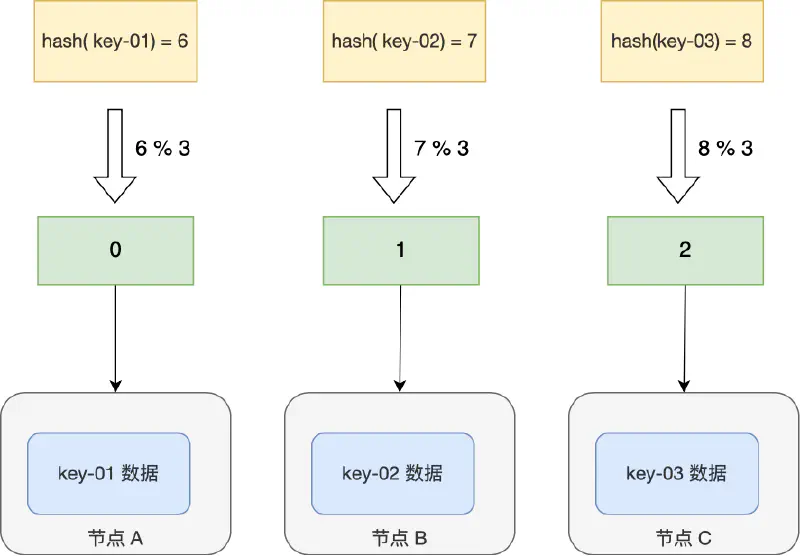 hash( key-01) = 6
hash( key-02) = 7
hash(key-03) = 8
6 % 3
7 % 3
8 % 3
0
1
2
key-01 数据
key-02 数据
key-03 数据
节点 A
节点 B
节点 C